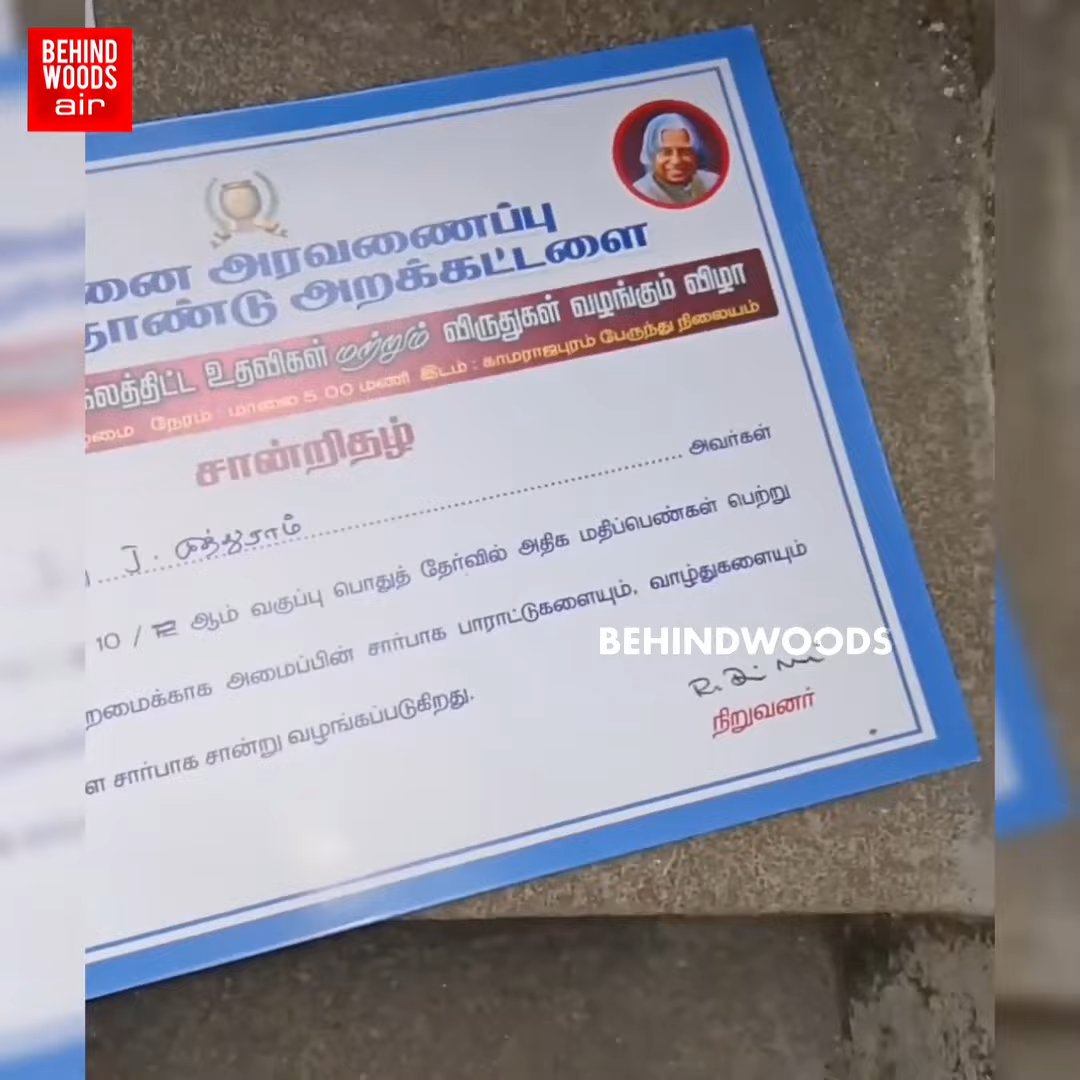 BEHIND
WOODS
air
அரவணைப்பு
அறக்கட்டளை
உதவிகள் மற்றும் விருதுகள் வழங்கும் விழா
நேரம் : மாலை 5.00 மணி இடம் : காமராஜபுரம் பேருந்து நிலையம்
சான்றிதழ்
J. முத்துராம் அவர்கள்
10 / 12 ஆம் வகுப்பு பொதுத் தேர்வில் அதிக மதிப்பெண்கள் பெற்று
அமைப்பின் சார்பாக பாராட்டுகளையும், வாழ்துகளையும்
BEHINDWOODS
சார்பாக சான்று வழங்கப்படுகிறது.
நிறுவனர்